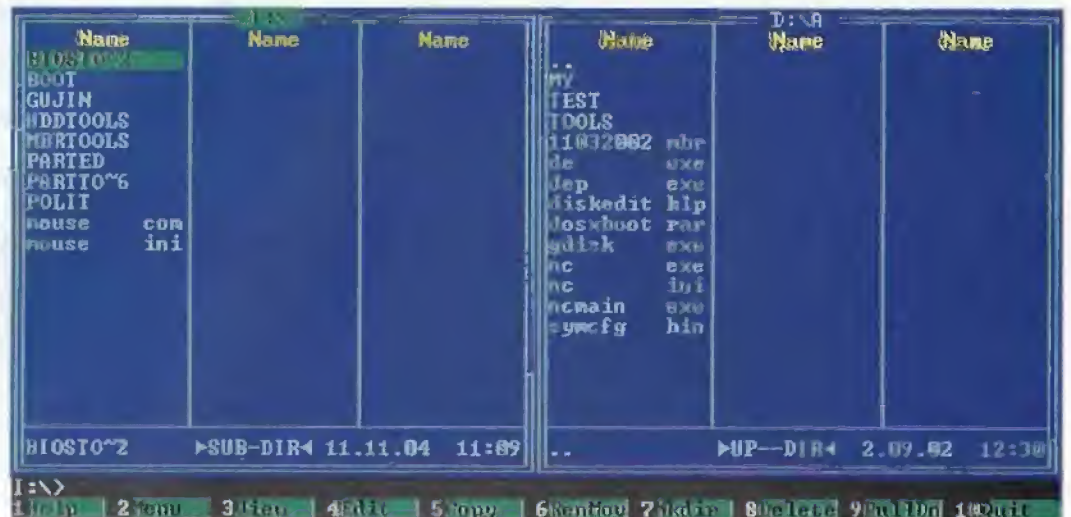 I:\
Name Name Name
BIOSTO~2
BOOT
GUJIN
HDDTOOLS
MBRTOOLS
PARTED
PARTTO~6
POLIT
mouse com
mouse ini
BIOSTO~2 ►SUB-DIR◄ 11.11.04 11:09
D:\A
Name Name Name
..
MY
TEST
TOOLS
11032002 mbr
de exe
dep exe
diskedit hlp
dosxboot rar
gdisk exe
nc exe
nc ini
ncmain exe
symcfg bin
.. ►UP--DIR◄ 2.09.02 12:30
I:\>
1Help 2Menu 3View 4Edit 5Copy 6RenMov 7Mkdir 8Delete 9PullDn 10Quit